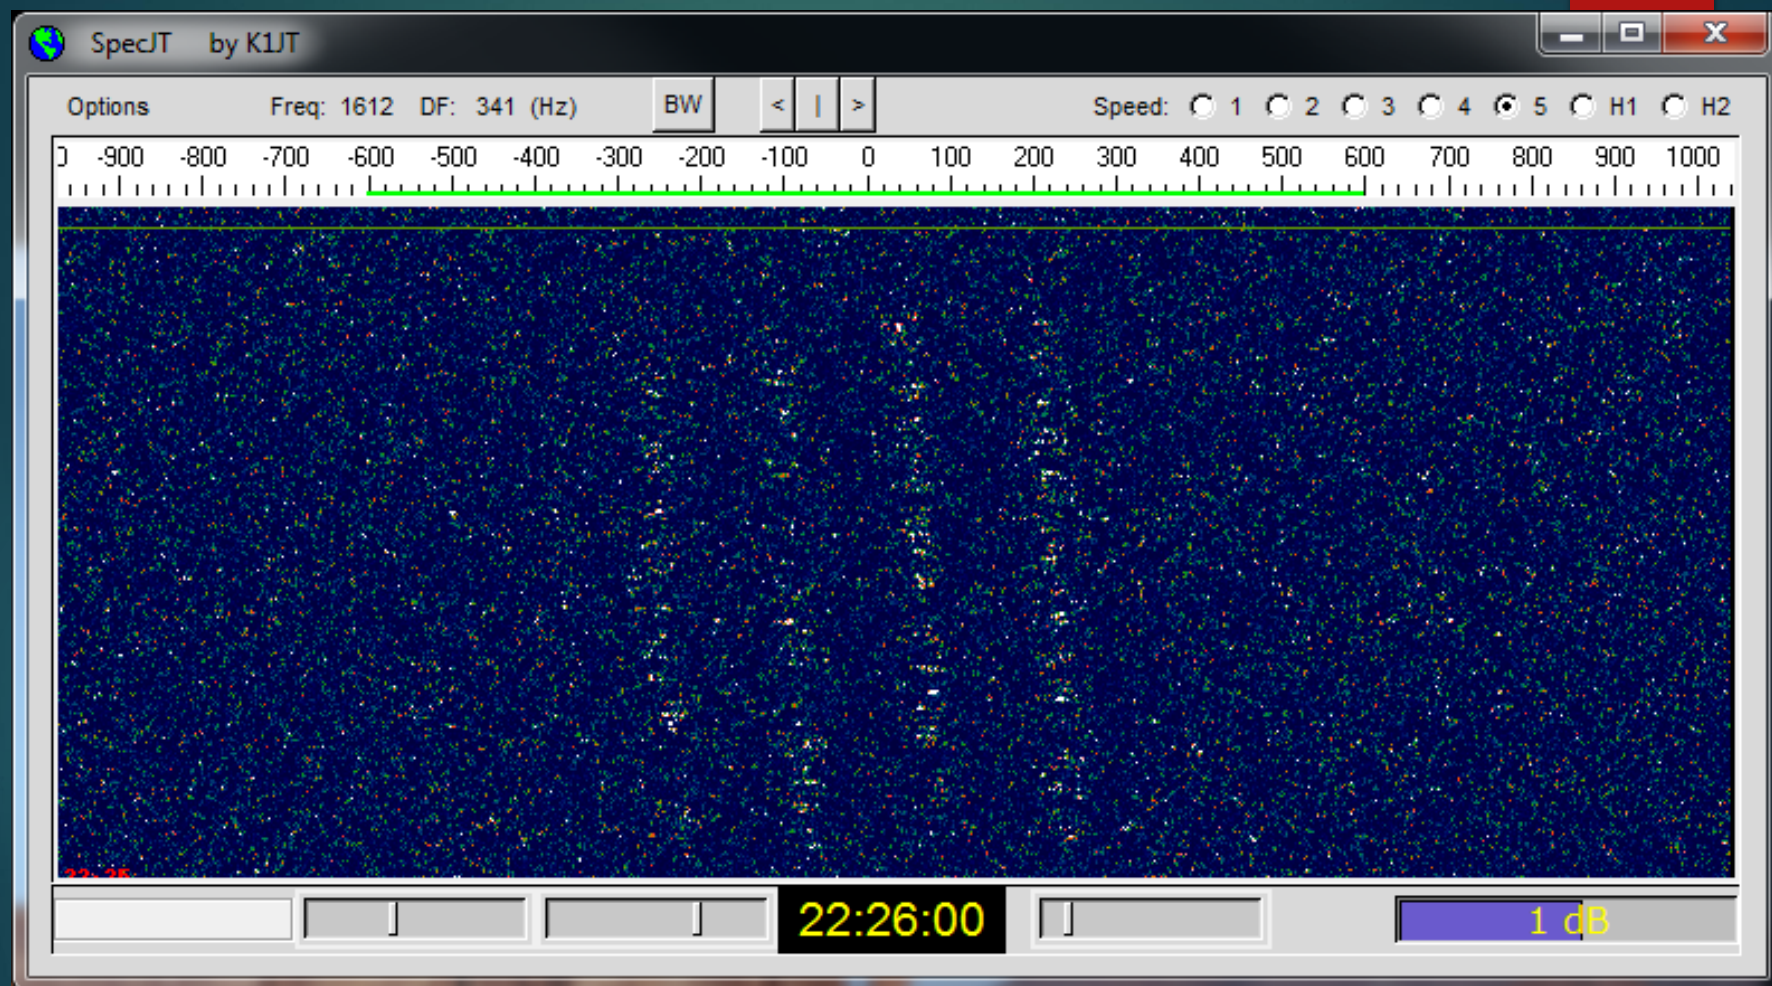 SpecJT by K1JT
Options Freq: 1612 DF: 341 (Hz) BW < | > Speed: 1 2 3 4 5 H1 H2
-900 -800 -700 -600 -500 -400 -300 -200 -100 0 100 200 300 400 500 600 700 800 900 1000
22:26:00 1 dB